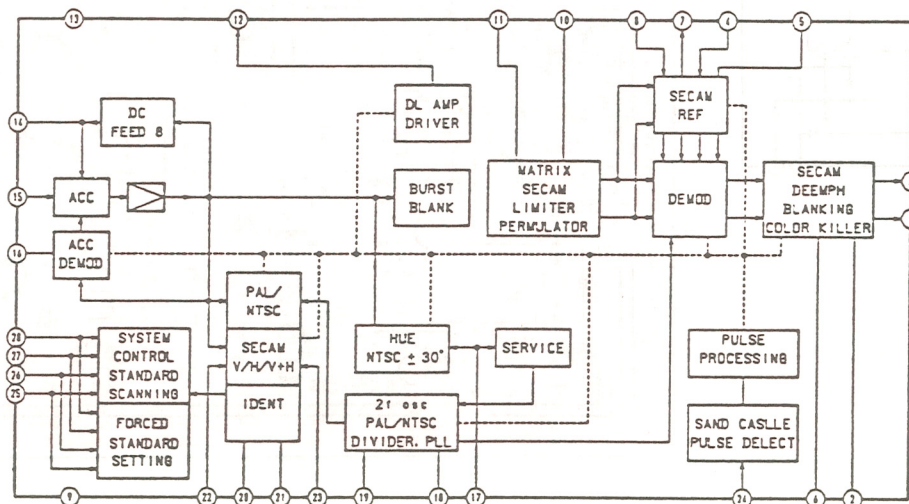 13
12
11
10
8
7
4
5
14
DC
FEED B
DL AMP
DRIVER
SECAM
REF
15
ACC
BURST
BLANK
MATRIX
SECAM
LIMITER
PERMULATOR
DEMOD
SECAM
DEEMPH
BLANKING
COLOR KILLER
16
ACC
DEMOD
PAL/
NTSC
SECAM
V/H/V+H
IDENT
HUE
NTSC ± 30°
SERVICE
PULSE
PROCESSING
28
27
26
25
SYSTEM
CONTROL
STANDARD
SCANNING
FORCED
STANDARD
SETTING
2f osc
PAL/NTSC
DIVIDER. PLL
SAND CASLLE
PULSE DELECT
9
22
20
21
23
19
18
17
24
6
2